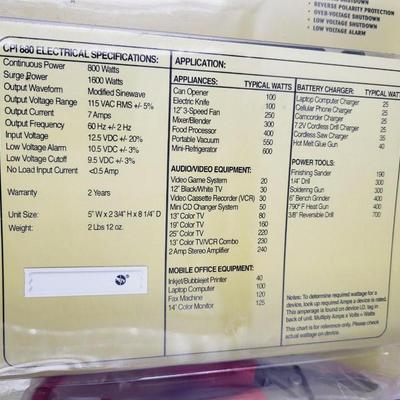 REVERSE POLARITY PROTECTION
OVER-VOLTAGE SHUTDOWN
LOW VOLTAGE SHUTDOWN
LOW VOLTAGE ALARM
CPI 880 ELECTRICAL SPECIFICATIONS:
Continuous Power 800 Watts
Surge Power 1600 Watts
Output Waveform Modified Sinewave
Output Voltage Range 115 VAC RMS +/- 5%
Output Current 7 Amps
Output Frequency 60 Hz +/- 2 Hz
Input Voltage 12.5 VDC +/- 20%
Low Voltage Alarm 10.5 VDC +/- 3%
Low Voltage Cutoff 9.5 VDC +/- 3%
No Load Input Current <0.5 Amp
Warranty 2 Years
Unit Size: 5" W x 2 3/4" H x 8 1/4" D
Weight: 2 Lbs 12 oz.
APPLICATION:
APPLIANCES: TYPICAL WATTS
Can Opener 100
Electric Knife 100
12" 3-Speed Fan 250
Mixer/Blender 300
Food Processor 400
Portable Vacuum 550
Mini-Refrigerator 600
AUDIO/VIDEO EQUIPMENT:
Video Game System 20
12" Black/White TV 30
Video Cassette Recorder (VCR) 30
Mini CD Changer System 50
13" Color TV 80
19" Color TV 160
25" Color TV 220
13" Color TV/VCR Combo 230
2 Amp Stereo Amplifier 240
MOBILE OFFICE EQUIPMENT:
Inkjet/Bubblejet Printer 40
Laptop Computer 100
Fax Machine 120
14" Color Monitor 125
BATTERY CHARGER: TYPICAL WATTS
Laptop Computer Charger 25
Cordless Phone Charger 25
Camcorder Charger 25
7.2V Cordless Drill Charger 25
Cordless Shaver Charger 35
Hot Melt Glue Gun 40
POWER TOOLS:
Finishing Sander 190
1/4" Drill 300
Soldering Gun 300
6" Bench Grinder 400
790° F Heat Gun 400
3/8" Reversible Drill 700
Notes: To determine required wattage for a
device, look up required Amps a device is rated.
This amperage is found on device I.D. tag in
back of unit. Multiply Amps x Volts = Watts
This chart is for reference only. Please check
actual wattage on device.